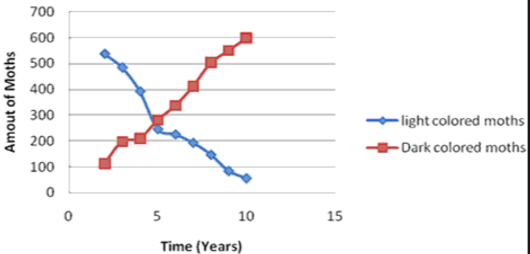 700
600
500
400
300
200
100
0
0 5 10 15
Amout of Moths
Time (Years)
light colored moths
Dark colored moths